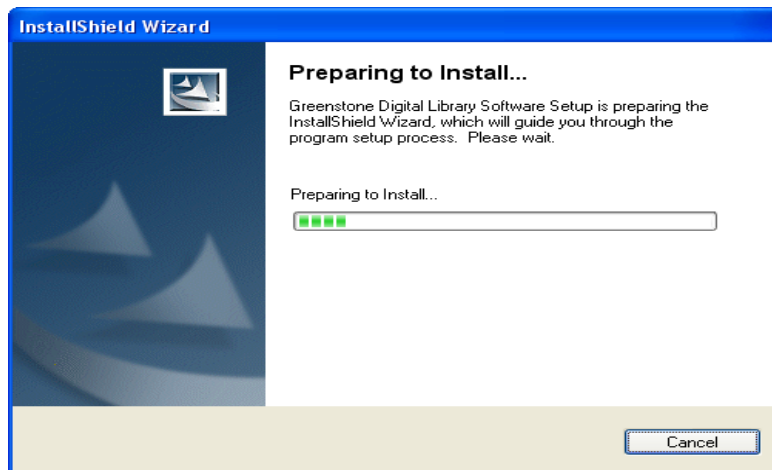 InstallShield Wizard
Preparing to Install...
Greenstone Digital Library Software Setup is preparing the
InstallShield Wizard, which will guide you through the
program setup process.  Please wait.
Preparing to Install...
Cancel